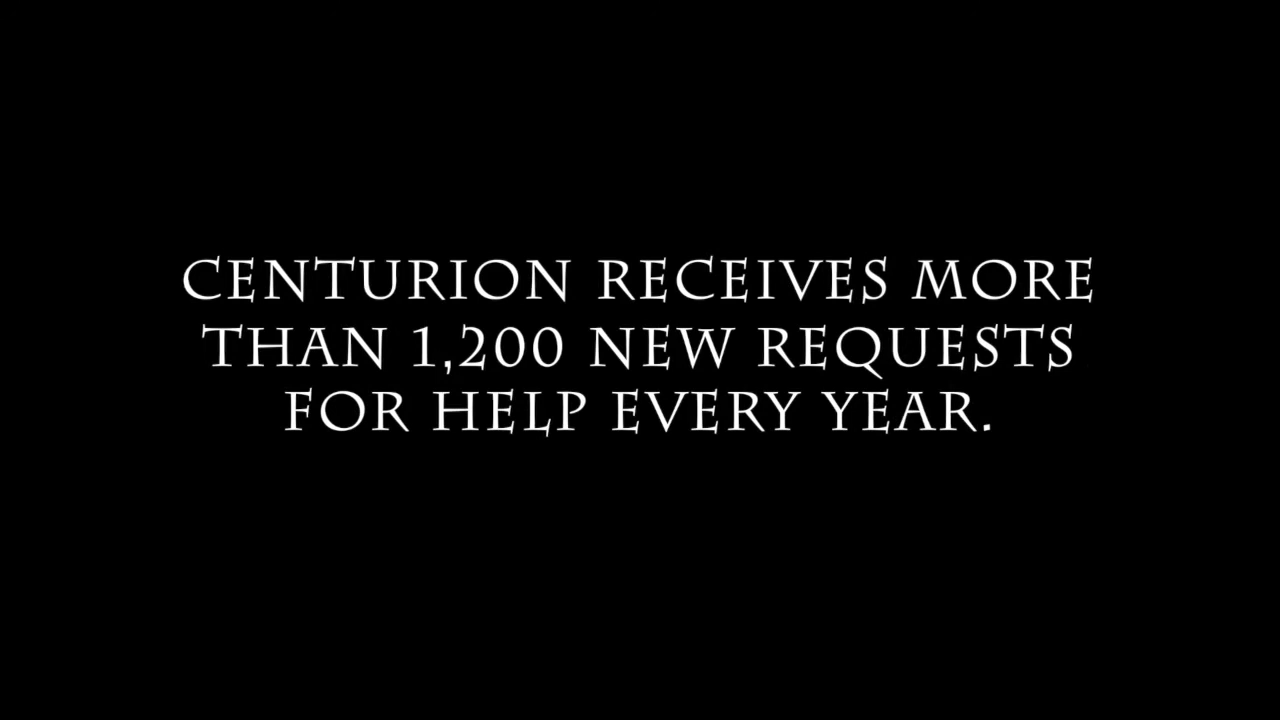 CENTURION RECEIVES MORE
THAN 1,200 NEW REQUESTS
FOR HELP EVERY YEAR.